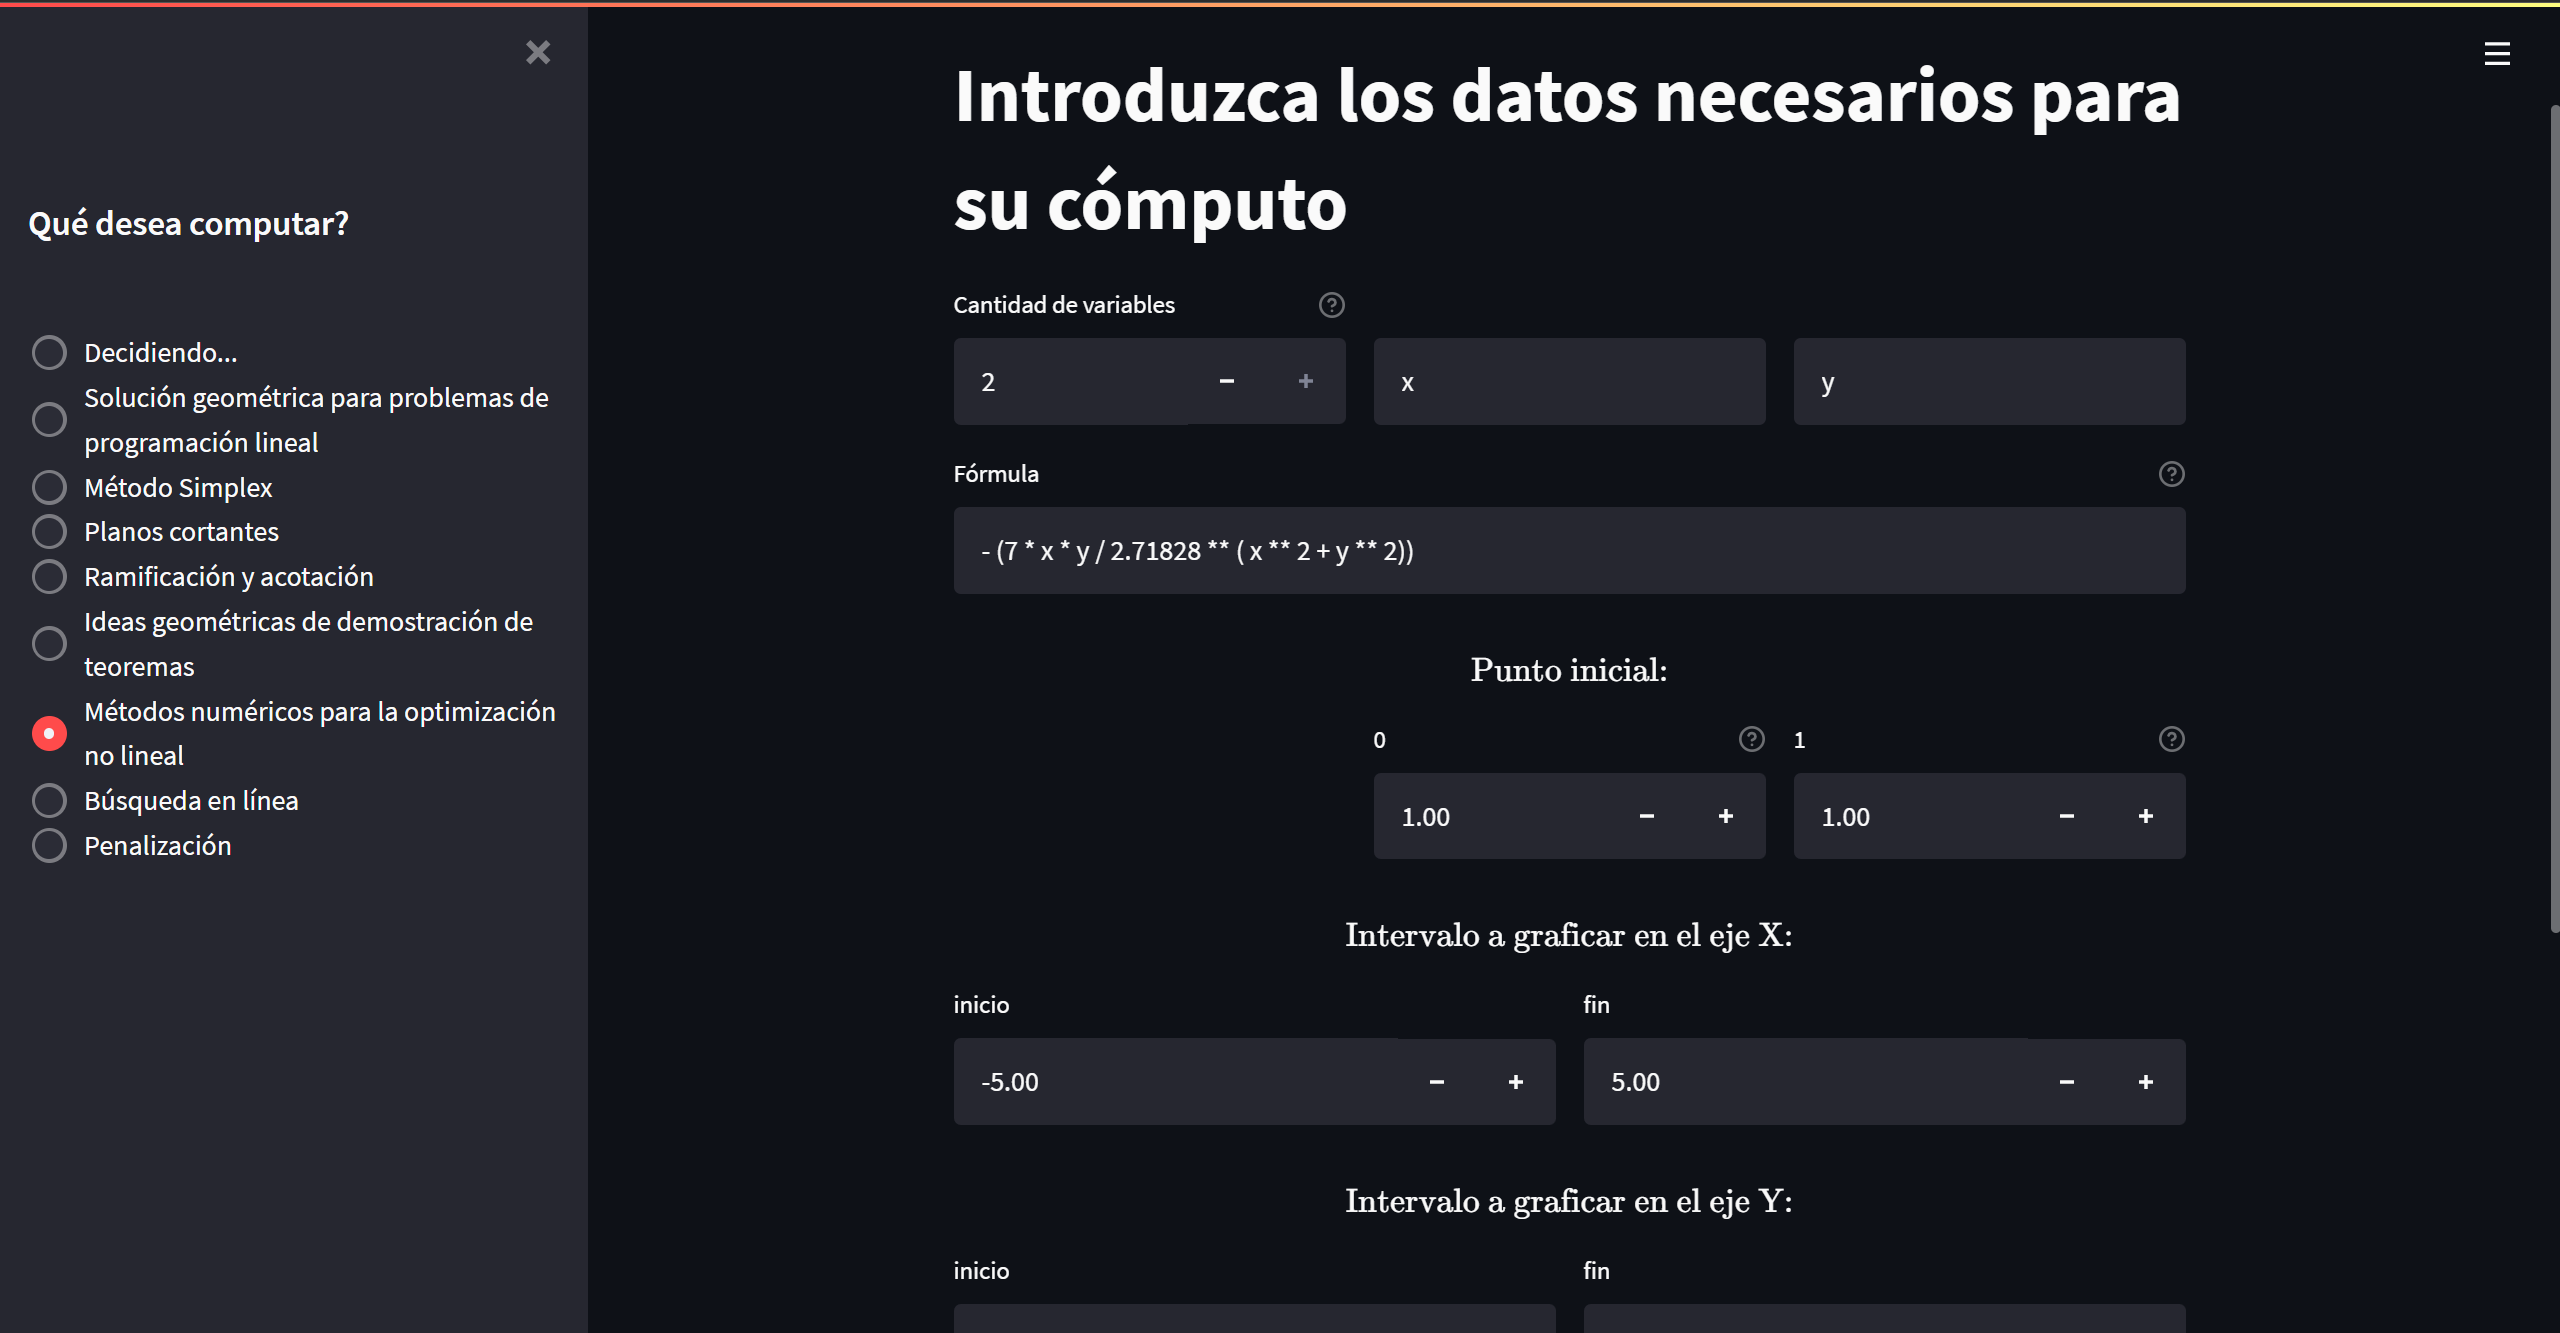 Qué desea computar?
Decidiendo...
Solución geométrica para problemas de
programación lineal
Método Simplex
Planos cortantes
Ramificación y acotación
Ideas geométricas de demostración de
teoremas
Métodos numéricos para la optimización
no lineal
Búsqueda en línea
Penalización
Introduzca los datos necesarios para
su cómputo
Cantidad de variables
2
x
y
Fórmula
- (7 * x * y / 2.71828 ** ( x ** 2 + y ** 2))
Punto inicial:
0
1
1.00
1.00
Intervalo a graficar en el eje X:
inicio
fin
-5.00
5.00
Intervalo a graficar en el eje Y:
inicio
fin